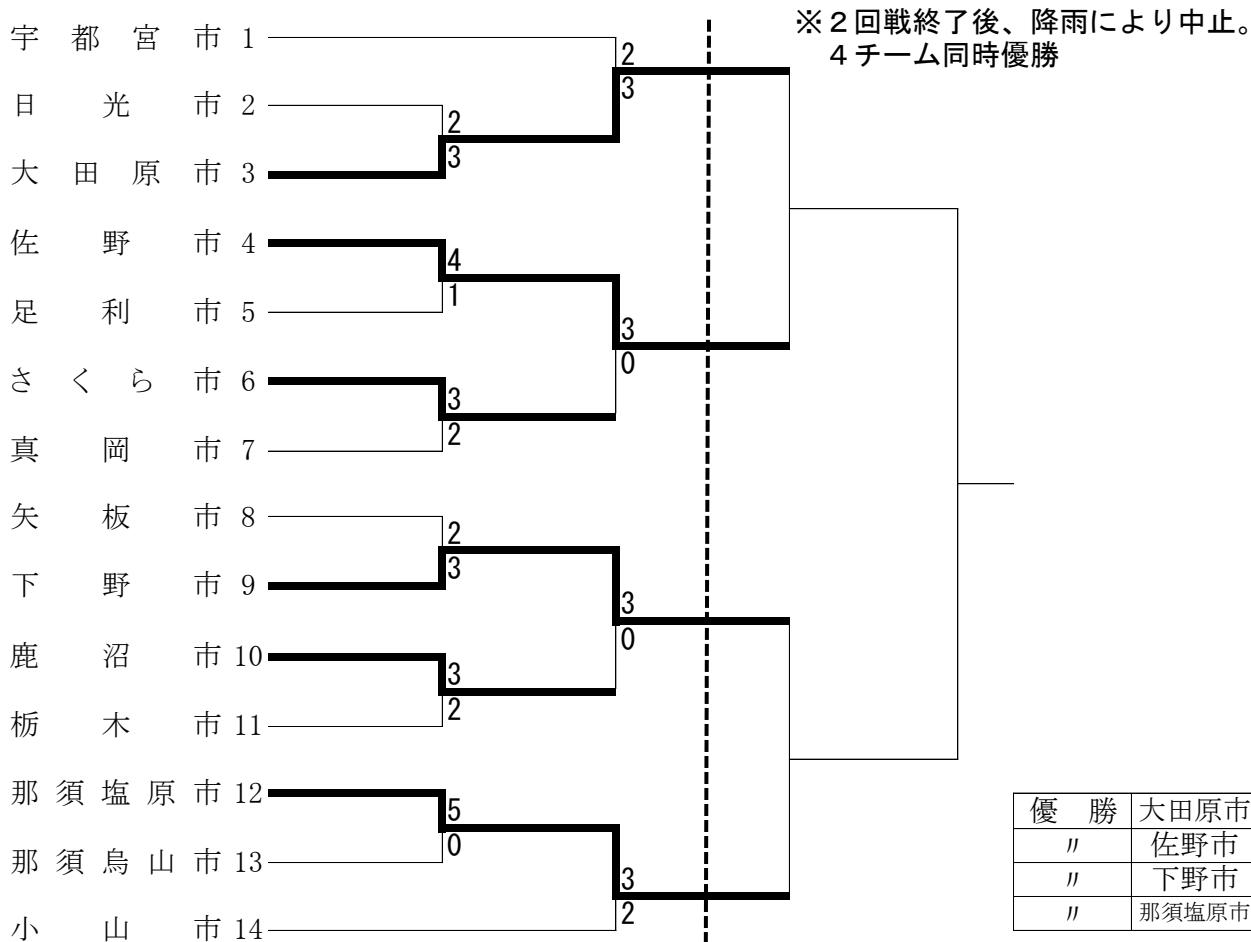 ※２回戦終了後、降雨により中止。
４チーム同時優勝
宇都宮市 1
2
3
日光市 2
2
3
大田原市 3
佐野市 4
4
1
足利市 5
3
0
さくら市 6
3
2
真岡市 7
矢板市 8
2
3
下野市 9
3
0
鹿沼市 10
3
2
栃木市 11
那須塩原市 12
5
0
那須烏山市 13
3
2
小山市 14
優勝 大田原市
〃 佐野市
〃 下野市
〃 那須塩原市